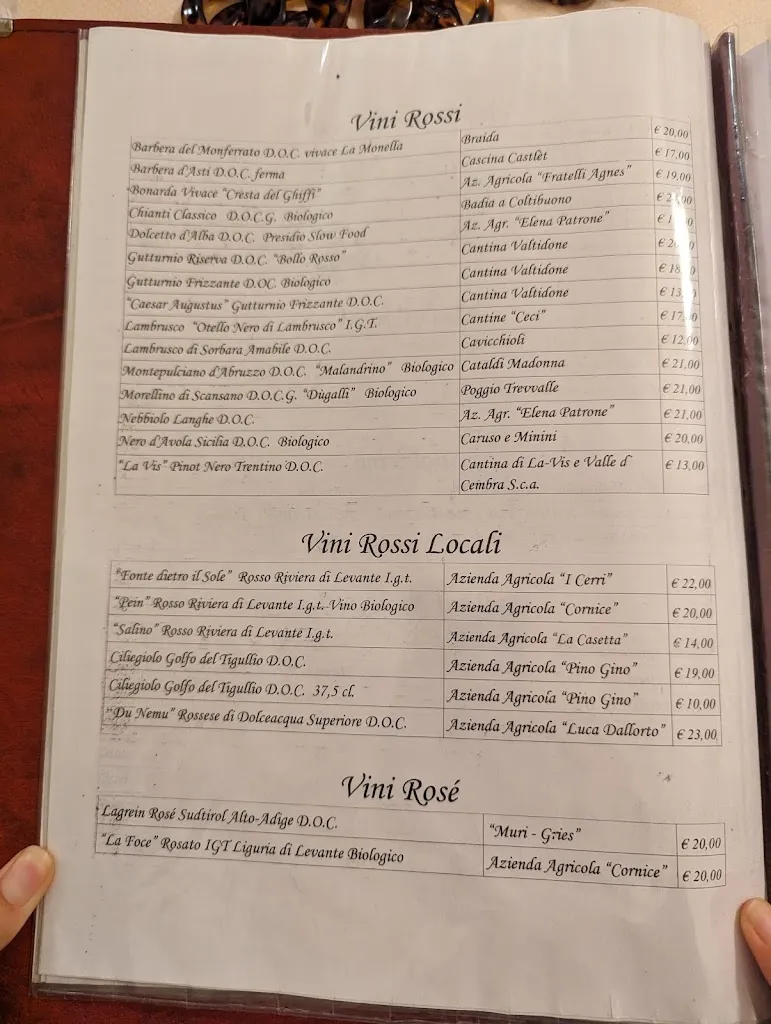 Vini Rossi
Barbera del Monferrato D.O.C. vivace La Monella Braida € 20,00
Barbera d'Asti D.O.C. ferma Cascina Castlèt € 17,00
Bonarda Vivace "Cresta del Ghiffi" Az. Agricola "Fratelli Agnes" € 19,00
Chianti Classico D.O.C.G. Biologico Badia a Coltibuono €
Dolcetto d'Alba D.O.C. Presidio Slow Food Az. Agr. "Elena Patrone" €
Gutturnio Riserva D.O.C. "Bollo Rosso" Cantina Valtidone €
Gutturnio Frizzante D.OC. Biologico Cantina Valtidone €
"Caesar Augustus" Gutturnio Frizzante D.O.C. Cantina Valtidone €
Lambrusco "Otello Nero di Lambrusco" I.G.T. Cantine "Ceci" €
Lambrusco di Sorbara Amabile D.O.C. Cavicchioli € 12,00
Montepulciano d'Abruzzo D.O.C. "Malandrino" Biologico Cataldi Madonna € 21,00
Morellino di Scansano D.O.C.G. "Dùgalli" Biologico Poggio Trevvalle € 21,00
Nebbiolo Langhe D.O.C. Az. Agr. "Elena Patrone" € 21,00
Nero d'Avola Sicilia D.O.C. Biologico Caruso e Minini € 20,00
"La Vis" Pinot Nero Trentino D.O.C. Cantina di La-Vis e Valle d' € 13,00
Cembra S.c.a.
Vini Rossi Locali
"Fonte dietro il Sole" Rosso Riviera di Levante I.g.t. Azienda Agricola "I Cerri" € 22,00
"Pein" Rosso Riviera di Levante I.g.t. Vino Biologico Azienda Agricola "Cornice" € 20,00
"Salino" Rosso Riviera di Levante I.g.t. Azienda Agricola "La Casetta" € 14,00
Ciliegiolo Golfo del Tigullio D.O.C. Azienda Agricola "Pino Gino" € 19,00
Ciliegiolo Golfo del Tigullio D.O.C. 37,5 cl. Azienda Agricola "Pino Gino" € 10,00
"Du Nemu" Rossese di Dolceacqua Superiore D.O.C. Azienda Agricola "Luca Dallorto" € 23,00
Vini Rosé
Lagrein Rosé Sudtirol Alto-Adige D.O.C. "Muri - Gries" € 20,00
"La Foce" Rosato IGT Liguria di Levante Biologico Azienda Agricola "Cornice" € 20,00